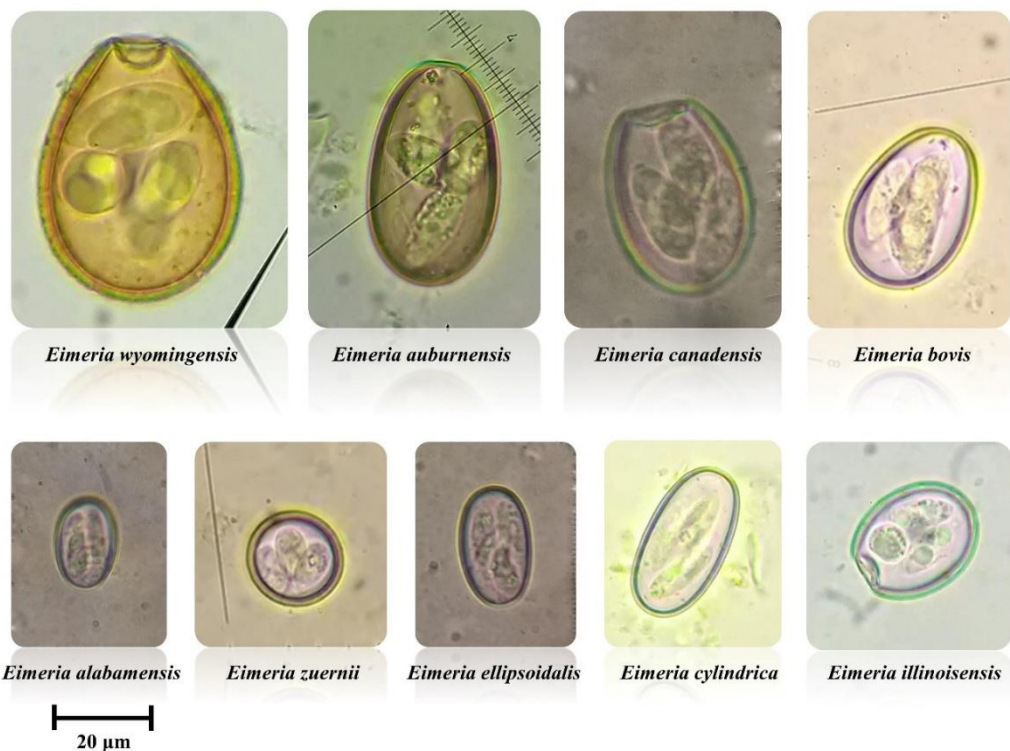 Eimeria wyomingensis
Eimeria auburnensis
Eimeria canadensis
Eimeria bovis
Eimeria alabamensis
Eimeria zuernii
Eimeria ellipsoidalis
Eimeria cylindrica
Eimeria illinoisensis
20 μm